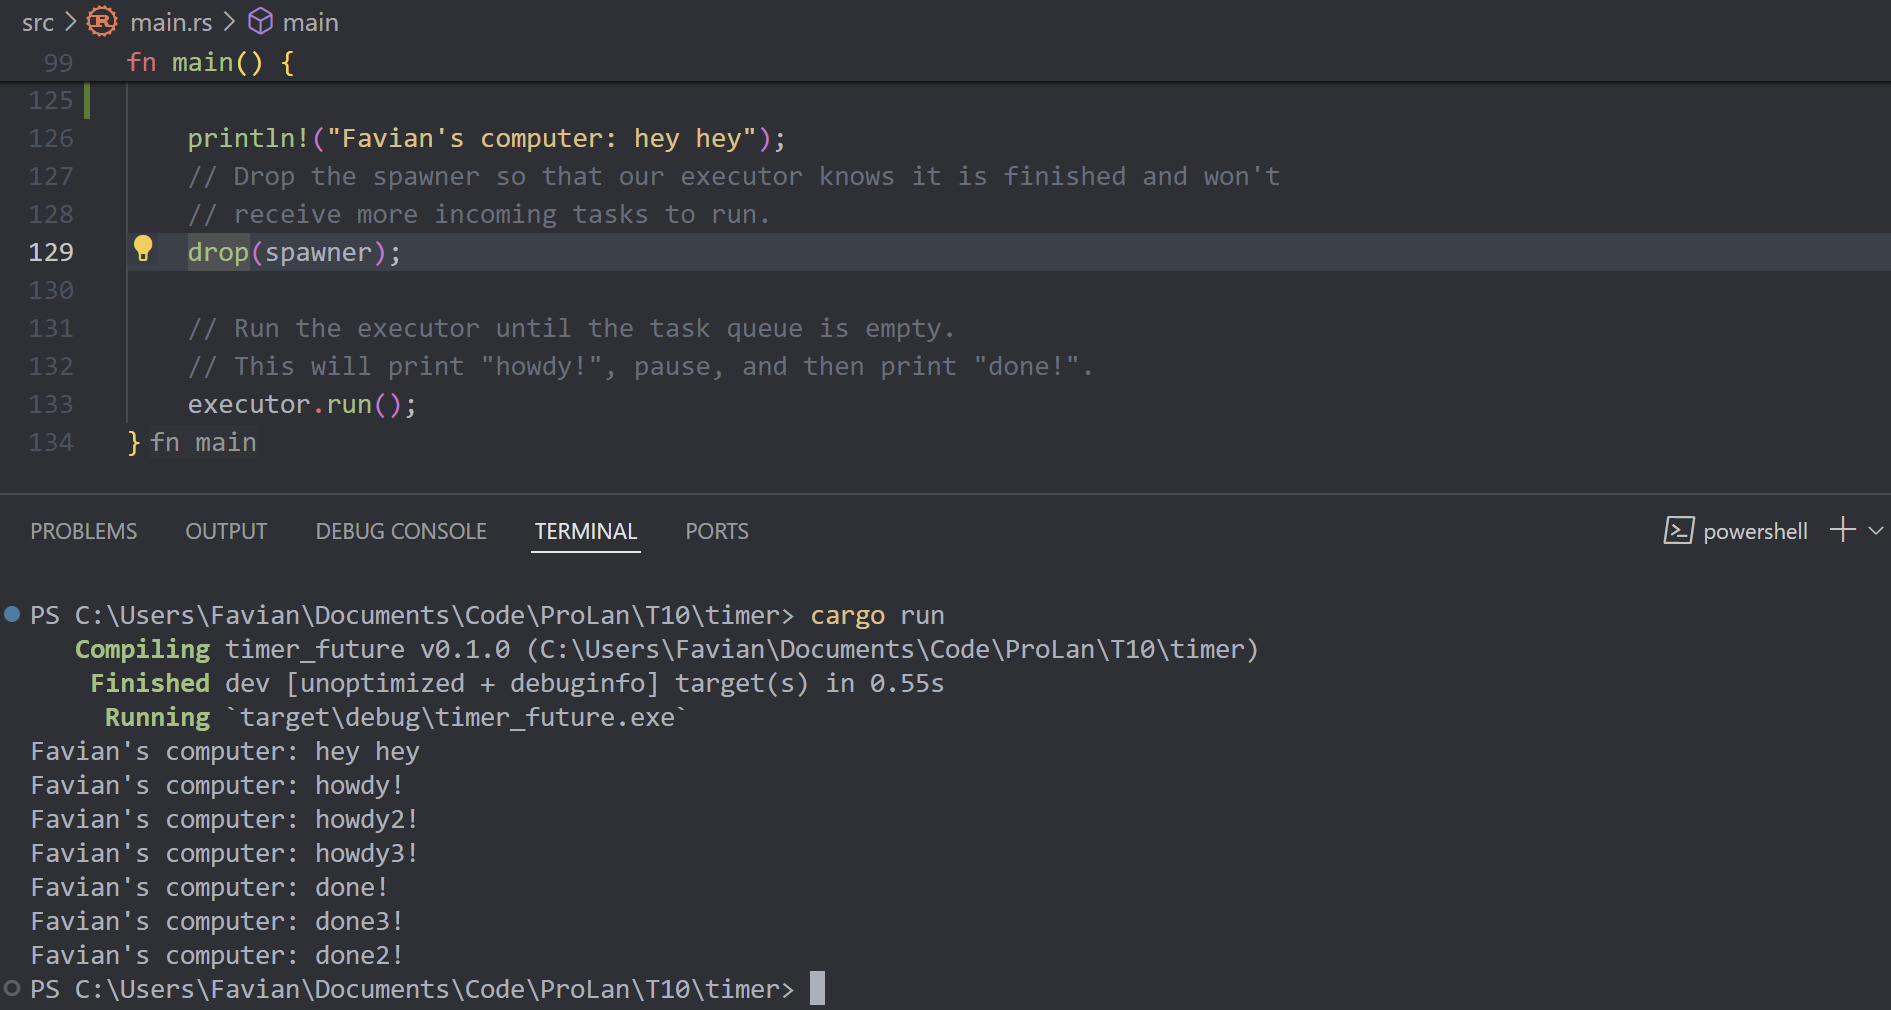 src > main.rs > main
99 fn main() {
125
126 println!("Favian's computer: hey hey");
127 // Drop the spawner so that our executor knows it is finished and won't
128 // receive more incoming tasks to run.
129 drop(spawner);
130
131 // Run the executor until the task queue is empty.
132 // This will print "howdy!", pause, and then print "done!".
133 executor.run();
134 } fn main
PROBLEMS OUTPUT DEBUG CONSOLE TERMINAL PORTS powershell
PS C:\Users\Favian\Documents\Code\ProLan\T10\timer> cargo run
Compiling timer_future v0.1.0 (C:\Users\Favian\Documents\Code\ProLan\T10\timer)
Finished dev [unoptimized + debuginfo] target(s) in 0.55s
Running `target\debug\timer_future.exe`
Favian's computer: hey hey
Favian's computer: howdy!
Favian's computer: howdy2!
Favian's computer: howdy3!
Favian's computer: done!
Favian's computer: done3!
Favian's computer: done2!
PS C:\Users\Favian\Documents\Code\ProLan\T10\timer>